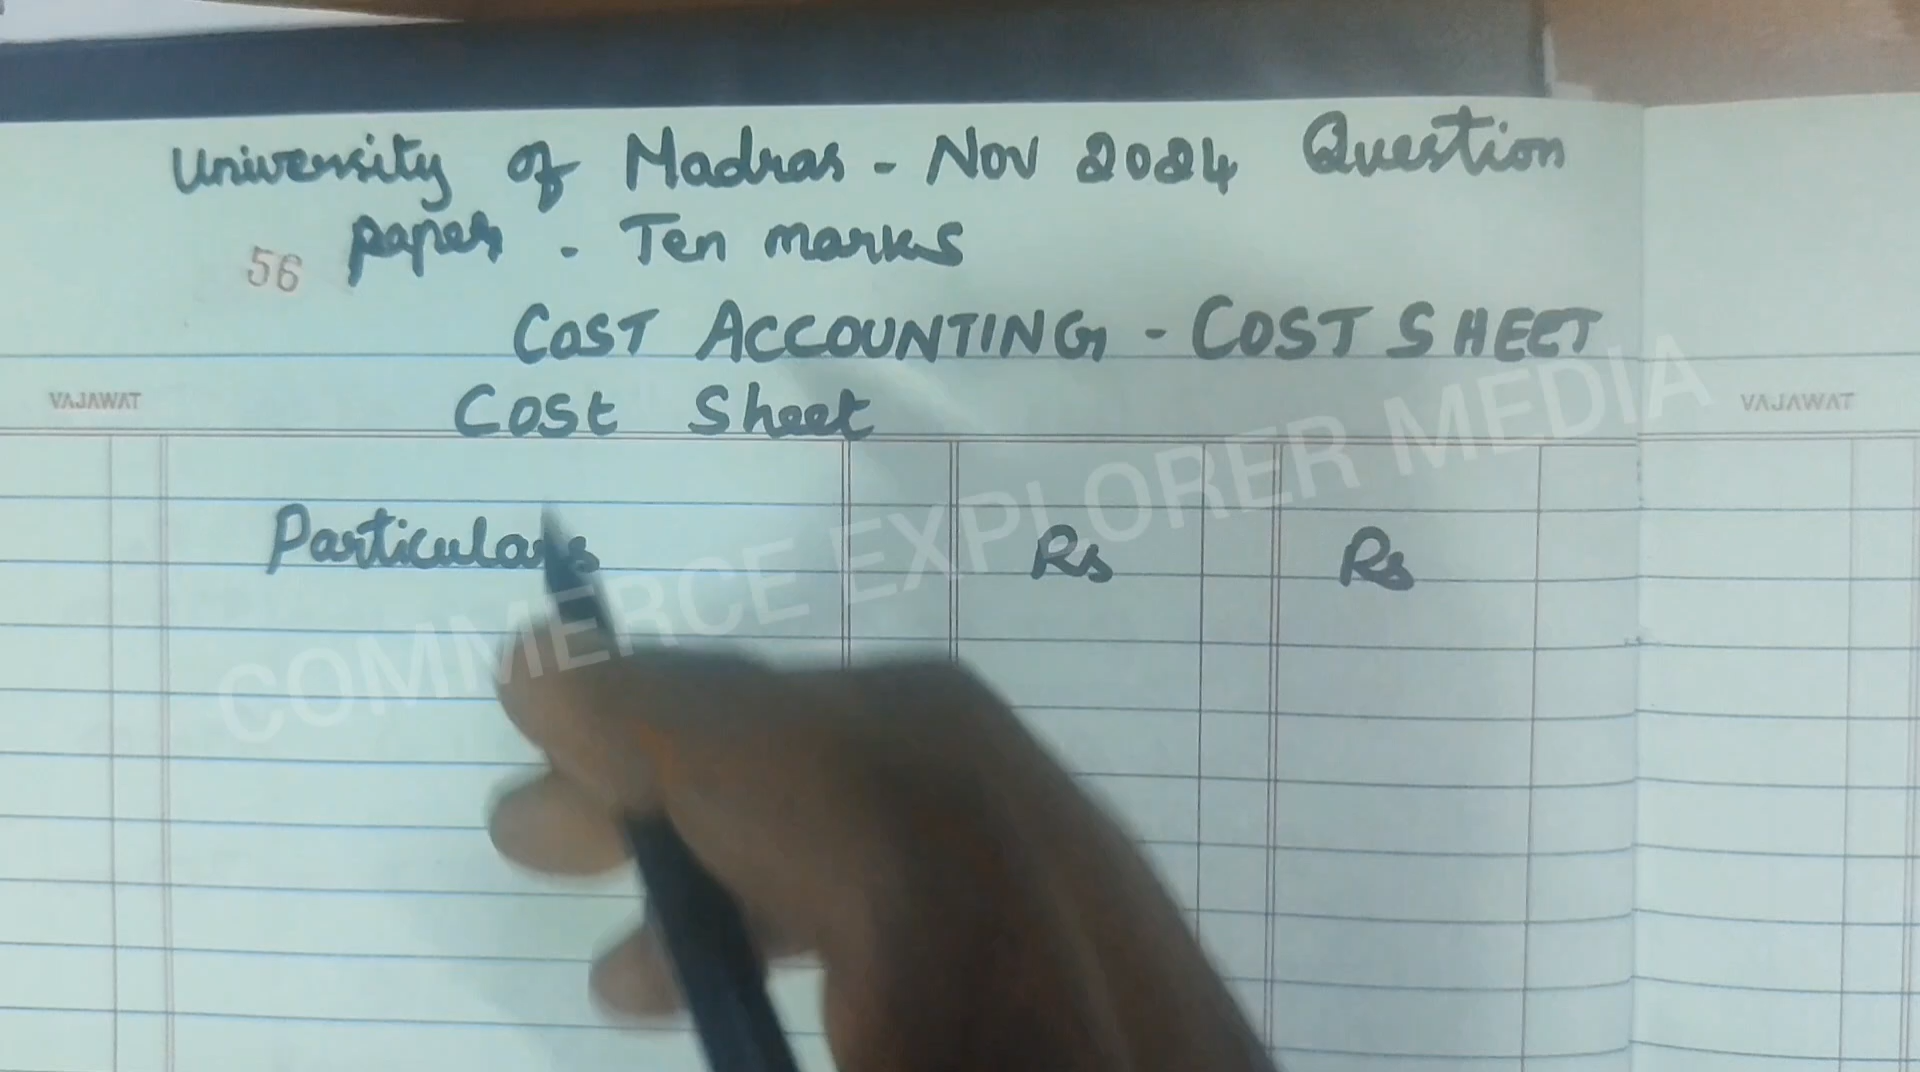 University of Madras - Nov 2024 Question
paper - Ten marks
56
COST ACCOUNTING - COST SHEET
Cost Sheet
VAJAWAT
VAJAWAT
Particulars Rs Rs
COMMERCE EXPLORER MEDIA